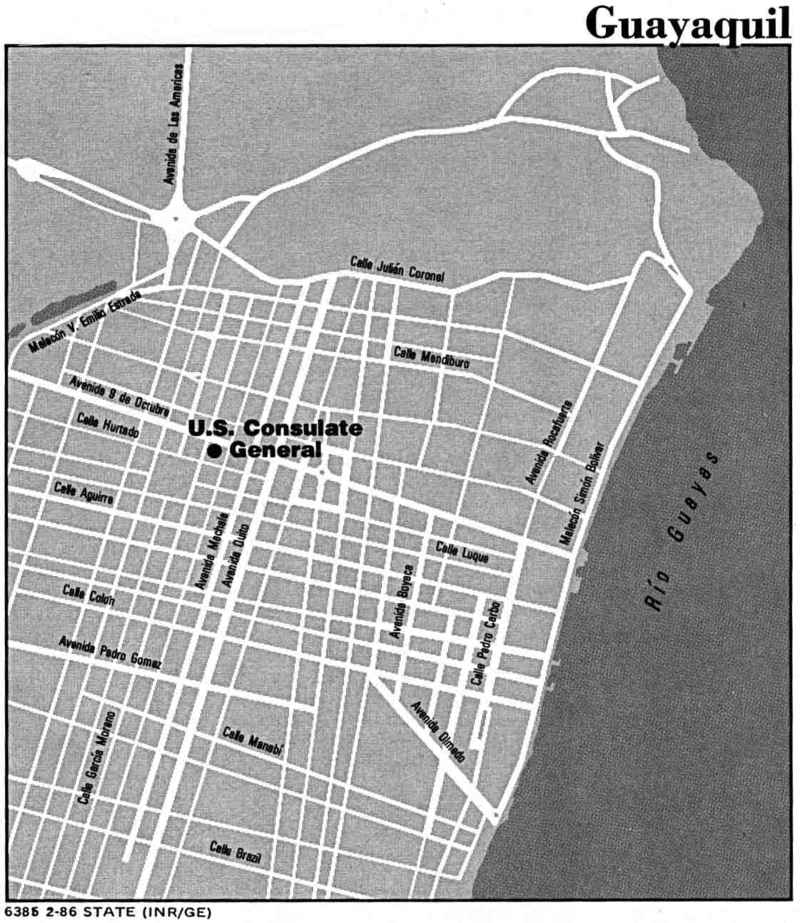 Guayaquil
Avenida de Las Americas
Calle Julián Coronel
Malecón V. Emilio Estrada
Calle Mendiburo
Avenida 9 de Octubre
Calle Hurtado
U.S. Consulate
General
Avenida Rocafuerte
Malecón Simón Bolivar
Río Guayas
Calle Aguirre
Avenida Machala
Avenida Quito
Calle Luque
Avenida Boyaca
Calle Colón
Calle Pedro Carbo
Avenida Pedro Gomez
Avenida Olmedo
Calle García Moreno
Calle Manabí
Calle Brazil
6385 2-86 STATE (INR/GE)